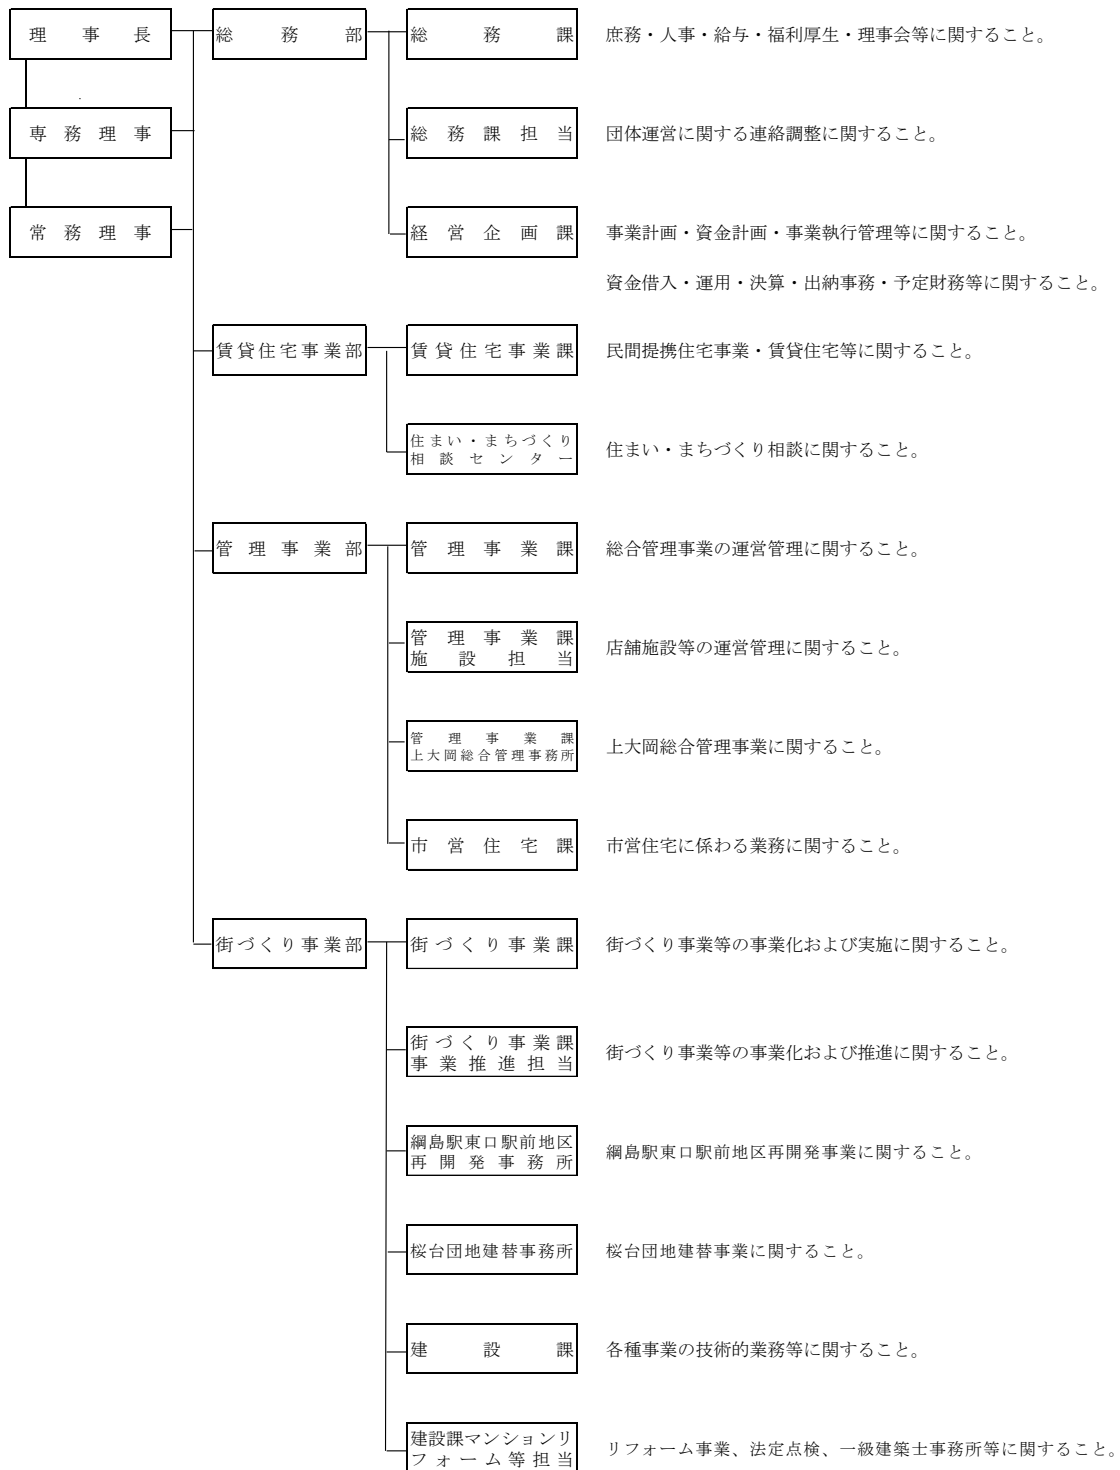 理事長
総務部
総務課
庶務・人事・給与・福利厚生・理事会等に関すること。
専務理事
総務課担当
団体運営に関する連絡調整に関すること。
常務理事
経営企画課
事業計画・資金計画・事業執行管理等に関すること。
資金借入・運用・決算・出納事務・予定財務等に関すること。
賃貸住宅事業部
賃貸住宅事業課
民間提携住宅事業・賃貸住宅等に関すること。
住まい・まちづくり
相談センター
住まい・まちづくり相談に関すること。
管理事業部
管理事業課
総合管理事業の運営管理に関すること。
管理事業課
施設担当
店舗施設等の運営管理に関すること。
管理事業課
上大岡総合管理事務所
上大岡総合管理事業に関すること。
市営住宅課
市営住宅に係わる業務に関すること。
街づくり事業部
街づくり事業課
街づくり事業等の事業化および実施に関すること。
街づくり事業課
事業推進担当
街づくり事業等の事業化および推進に関すること。
綱島駅東口駅前地区
再開発事務所
綱島駅東口駅前地区再開発事業に関すること。
桜台団地建替事務所
桜台団地建替事業に関すること。
建設課
各種事業の技術的業務等に関すること。
建設課マンションリ
フォーム等担当
リフォーム事業、法定点検、一級建築士事務所等に関すること。